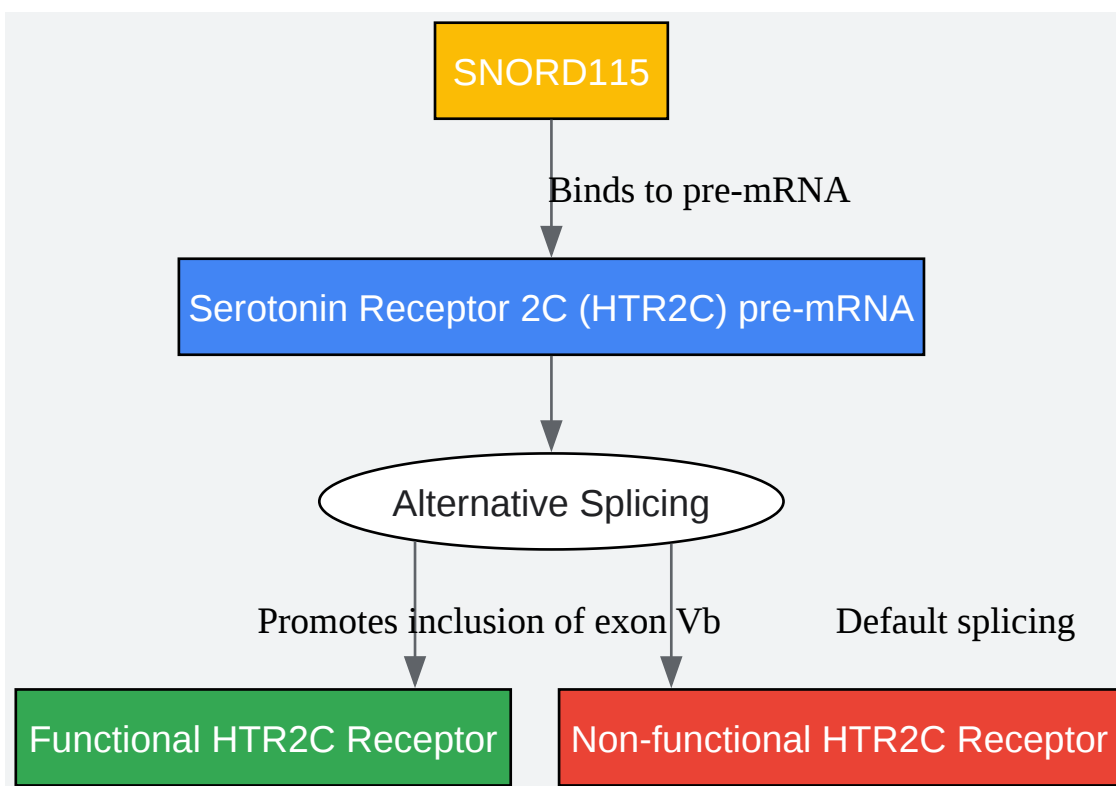 SNORD115
Binds to pre-mRNA
Serotonin Receptor 2C (HTR2C) pre-mRNA
Alternative Splicing
Promotes inclusion of exon Vb
Default splicing
Functional HTR2C Receptor
Non-functional HTR2C Receptor